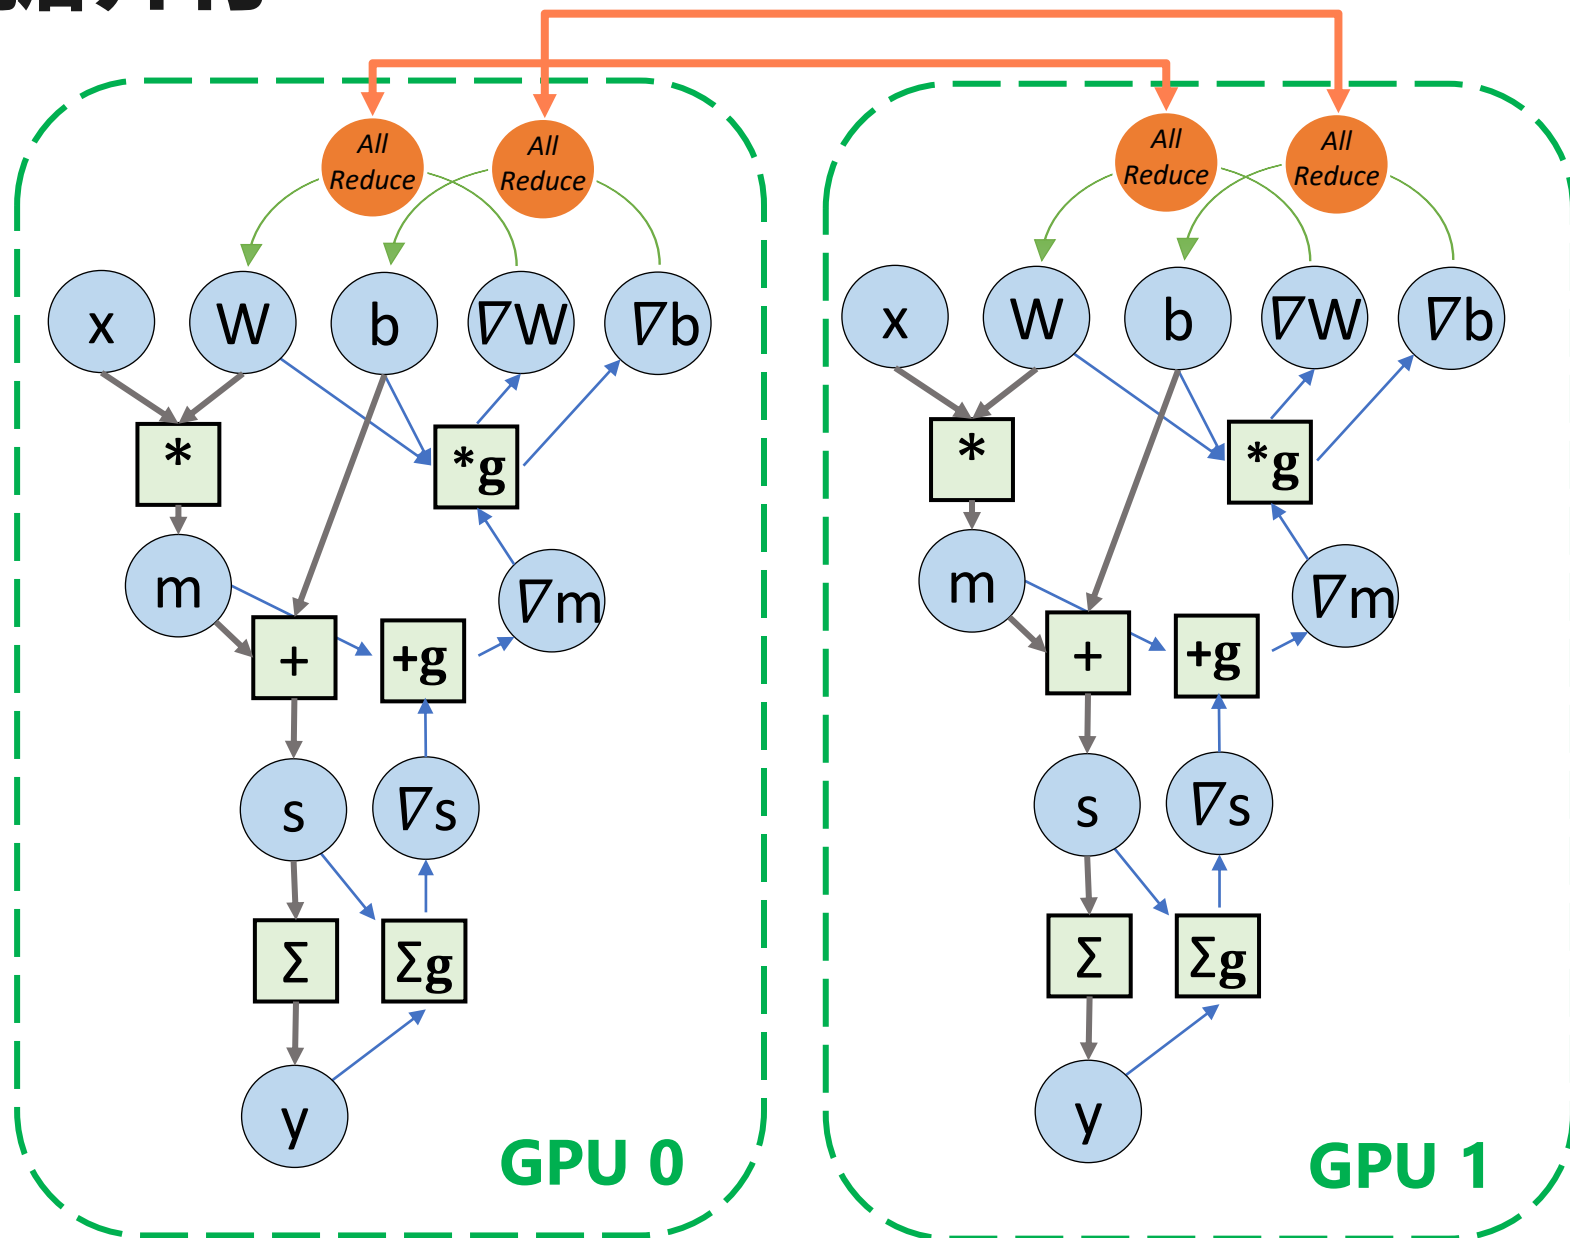 All
Reduce
All
Reduce
x
W
b
∇W
∇b
*
*g
m
∇m
+
+g
s
∇s
Σ
Σg
y
GPU 0
All
Reduce
All
Reduce
x
W
b
∇W
∇b
*
*g
m
∇m
+
+g
s
∇s
Σ
Σg
y
GPU 1